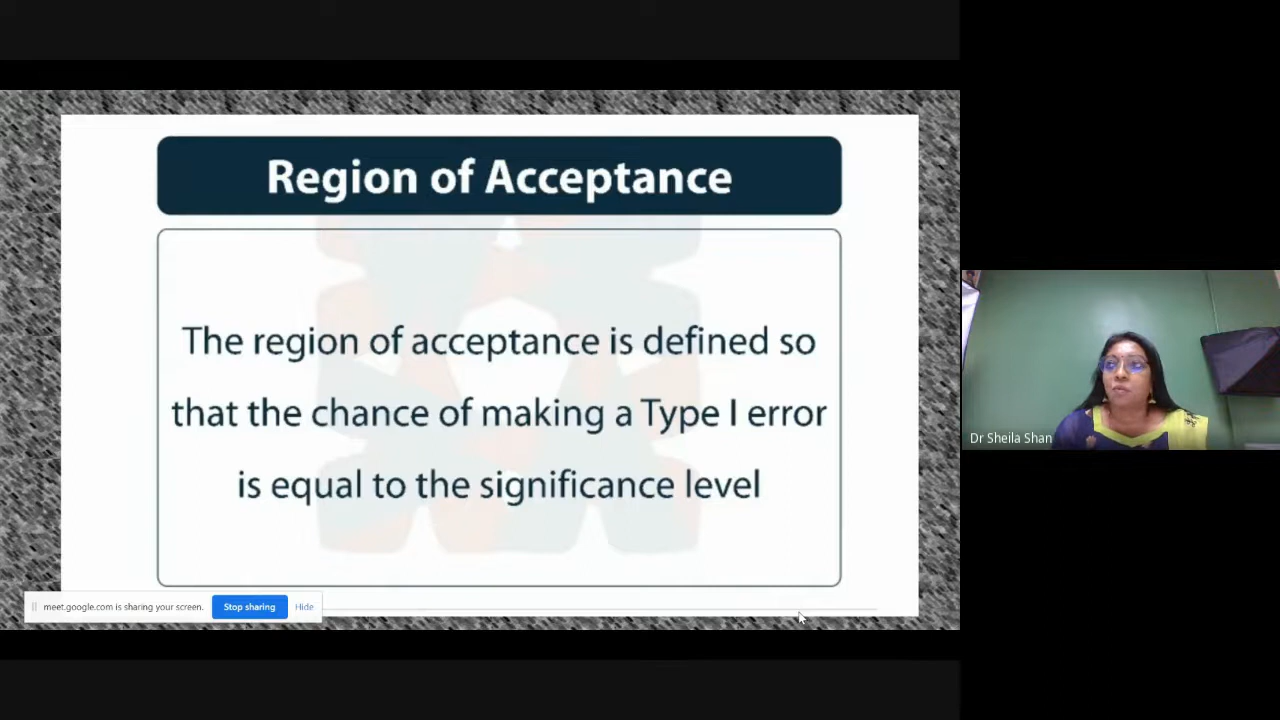 Region of Acceptance
The region of acceptance is defined so
that the chance of making a Type I error
is equal to the significance level
meet.google.com is sharing your screen.
Stop sharing
Hide
Dr Sheila Shan